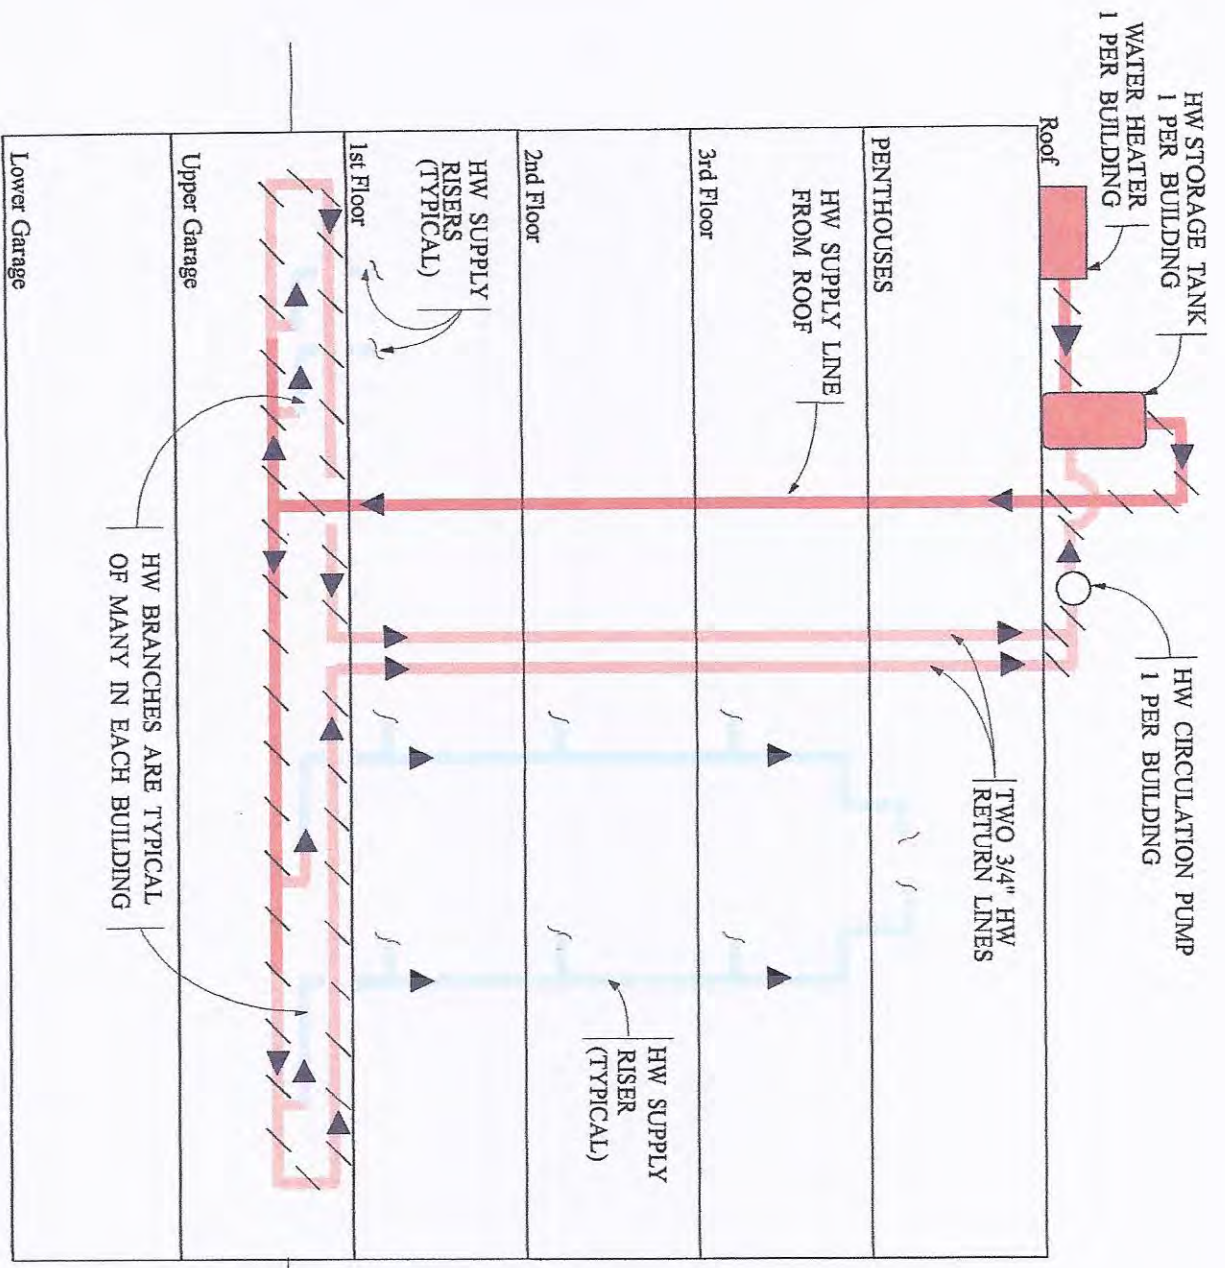 HW STORAGE TANK
1 PER BUILDING
WATER HEATER
1 PER BUILDING
Roof
HW CIRCULATION PUMP
1 PER BUILDING
PENTHOUSES
HW SUPPLY LINE
FROM ROOF
TWO 3/4" HW
RETURN LINES
3rd Floor
2nd Floor
HW SUPPLY
RISER
(TYPICAL)
HW SUPPLY
RISERS
(TYPICAL)
1st Floor
Upper Garage
HW BRANCHES ARE TYPICAL
OF MANY IN EACH BUILDING
Lower Garage